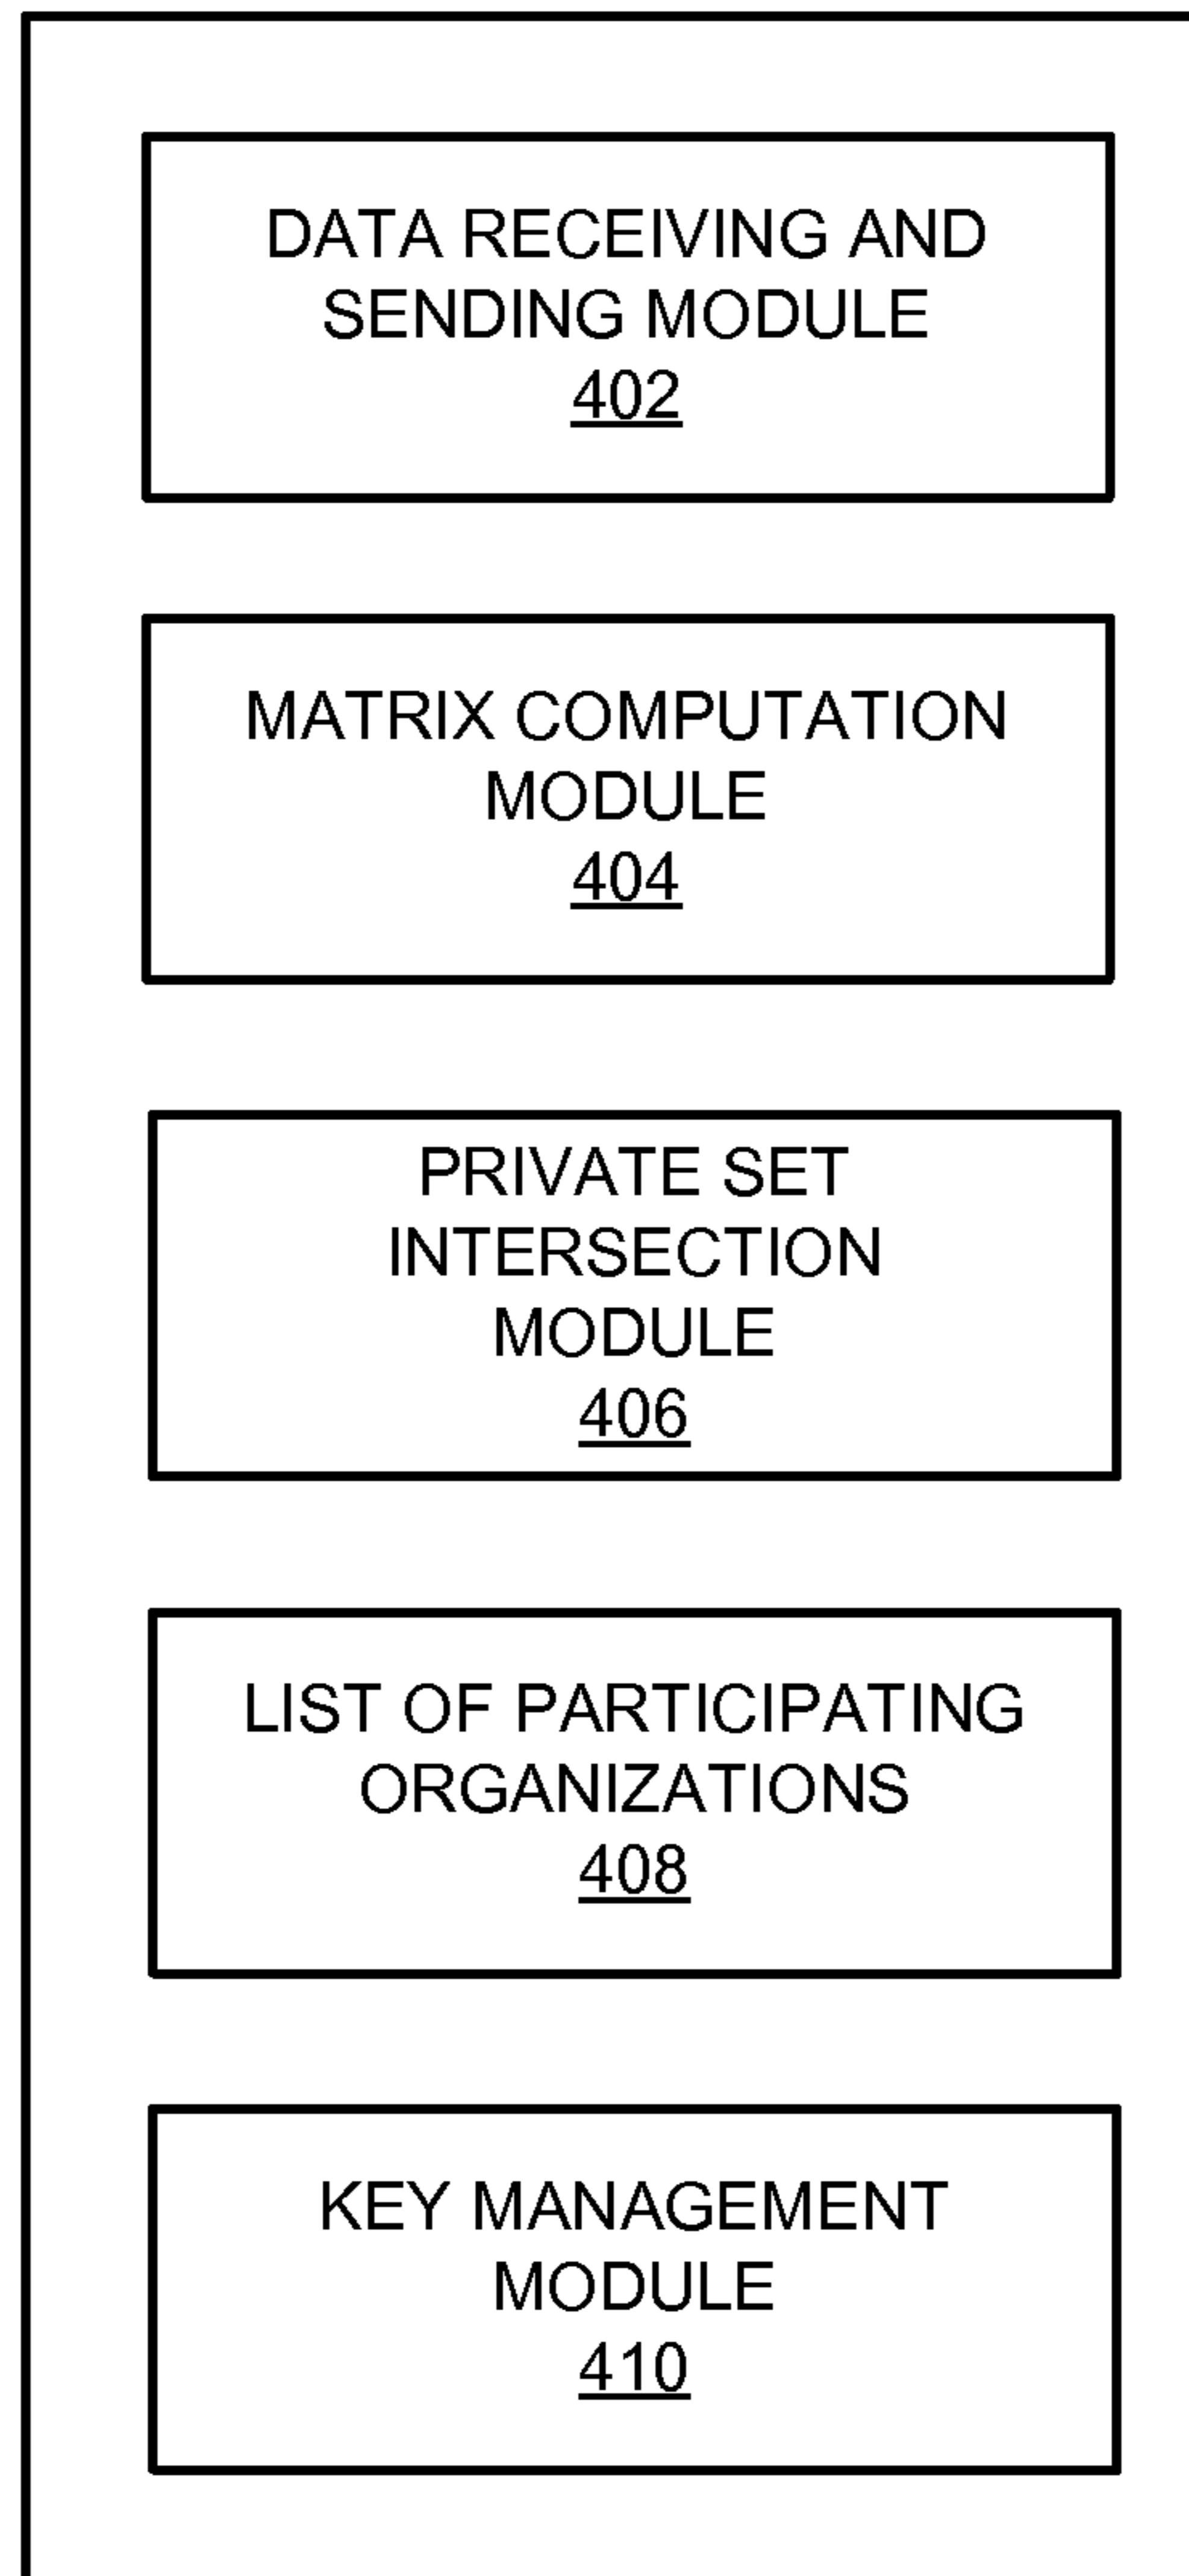 DATA RECEIVING AND
SENDING MODULE
402
MATRIX COMPUTATION
MODULE
404
PRIVATE SET
INTERSECTION
MODULE
406
LIST OF PARTICIPATING
ORGANIZATIONS
408
KEY MANAGEMENT
MODULE
410